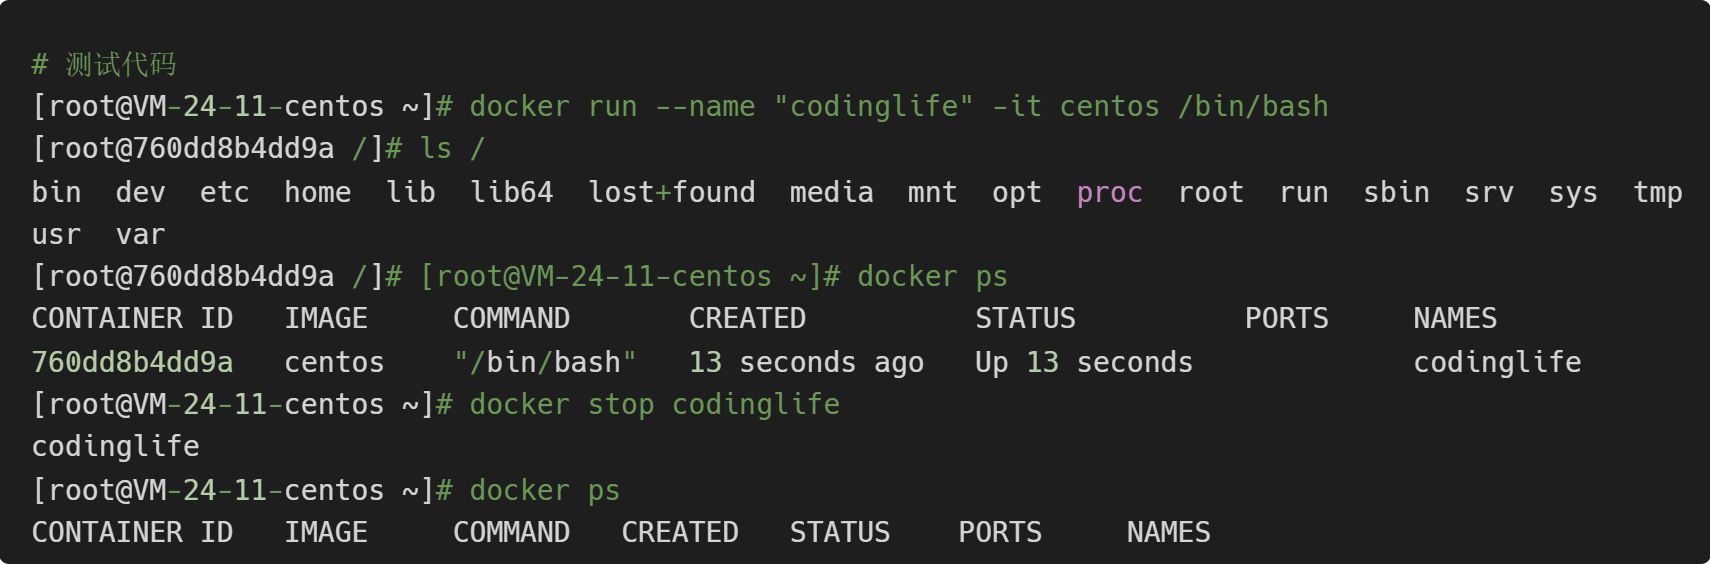 # 测试代码
[root@VM-24-11-centos ~]# docker run --name "codinglife" -it centos /bin/bash
[root@760dd8b4dd9a /]# ls /
bin  dev  etc  home  lib  lib64  lost+found  media  mnt  opt  proc  root  run  sbin  srv  sys  tmp
usr  var
[root@760dd8b4dd9a /]# [root@VM-24-11-centos ~]# docker ps
CONTAINER ID   IMAGE     COMMAND       CREATED          STATUS          PORTS     NAMES
760dd8b4dd9a   centos    "/bin/bash"   13 seconds ago   Up 13 seconds             codinglife
[root@VM-24-11-centos ~]# docker stop codinglife
codinglife
[root@VM-24-11-centos ~]# docker ps
CONTAINER ID   IMAGE     COMMAND   CREATED   STATUS    PORTS     NAMES